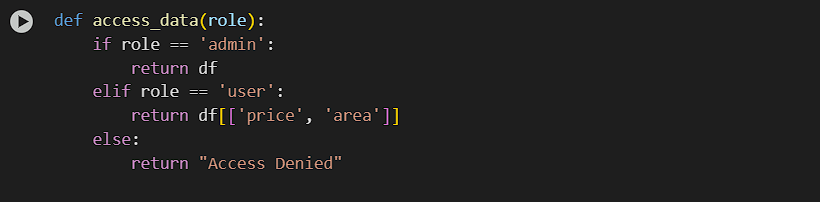 def access_data(role):
    if role == 'admin':
        return df
    elif role == 'user':
        return df[['price', 'area']]
    else:
        return "Access Denied"